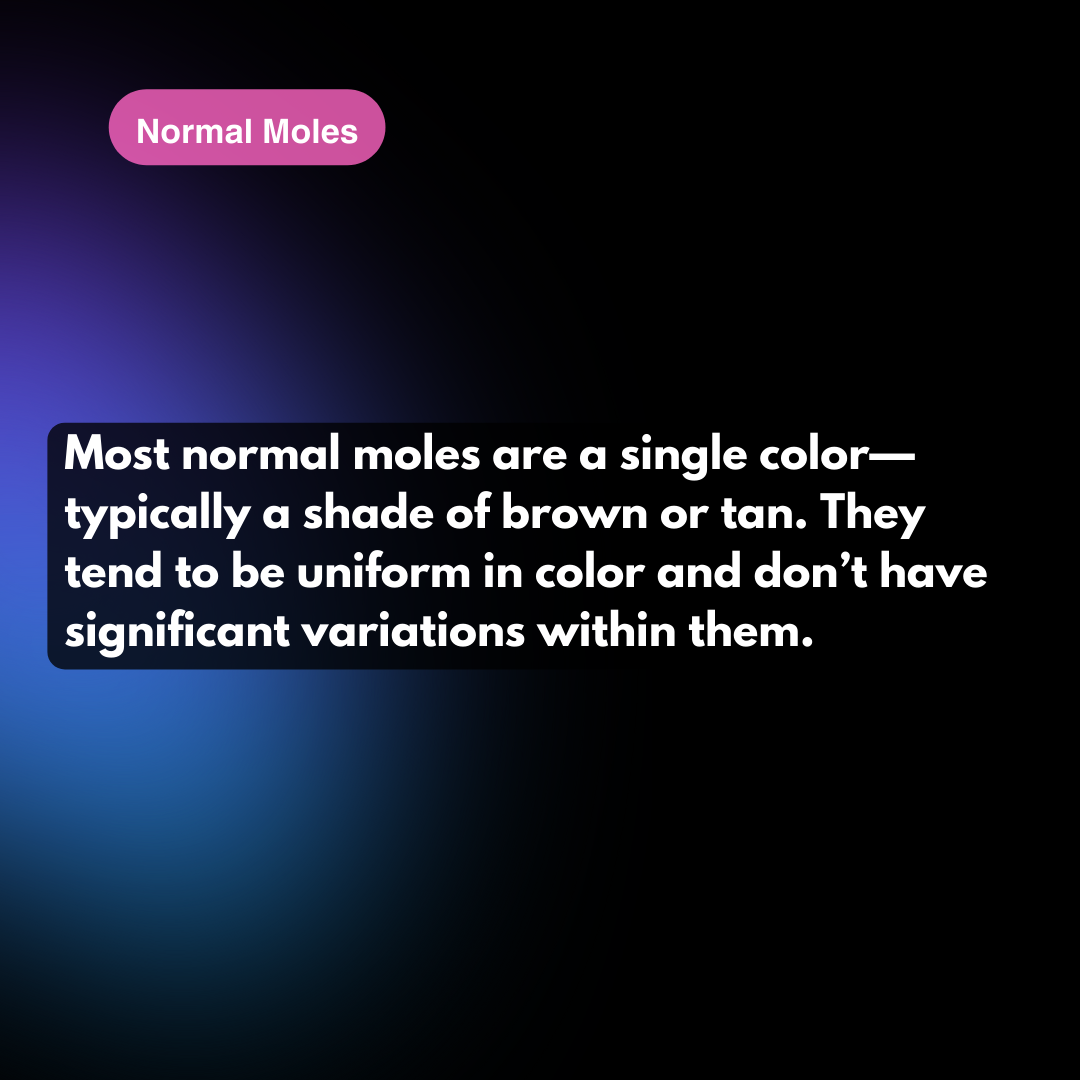 Normal Moles
Most normal moles are a single color—
typically a shade of brown or tan. They
tend to be uniform in color and don’t have
significant variations within them.